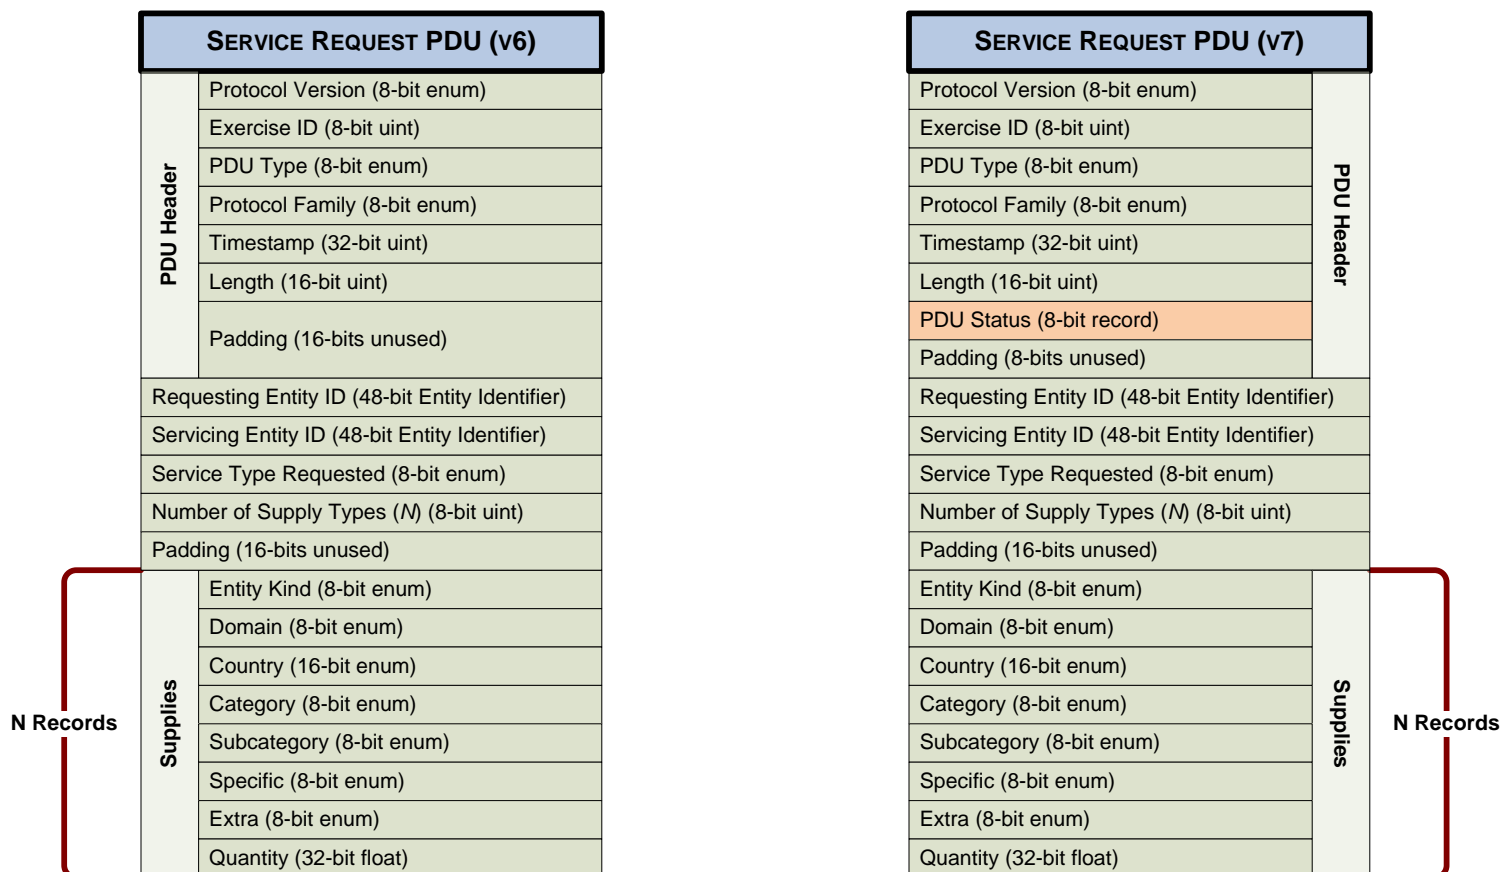 SERVICE REQUEST PDU (V6)
PDU Header
Protocol Version (8-bit enum)
Exercise ID (8-bit uint)
PDU Type (8-bit enum)
Protocol Family (8-bit enum)
Timestamp (32-bit uint)
Length (16-bit uint)
Padding (16-bits unused)
Requesting Entity ID (48-bit Entity Identifier)
Servicing Entity ID (48-bit Entity Identifier)
Service Type Requested (8-bit enum)
Number of Supply Types (N) (8-bit uint)
Padding (16-bits unused)
N Records
Supplies
Entity Kind (8-bit enum)
Domain (8-bit enum)
Country (16-bit enum)
Category (8-bit enum)
Subcategory (8-bit enum)
Specific (8-bit enum)
Extra (8-bit enum)
Quantity (32-bit float)
SERVICE REQUEST PDU (V7)
Protocol Version (8-bit enum)
Exercise ID (8-bit uint)
PDU Type (8-bit enum)
Protocol Family (8-bit enum)
Timestamp (32-bit uint)
Length (16-bit uint)
PDU Status (8-bit record)
Padding (8-bits unused)
PDU Header
Requesting Entity ID (48-bit Entity Identifier)
Servicing Entity ID (48-bit Entity Identifier)
Service Type Requested (8-bit enum)
Number of Supply Types (N) (8-bit uint)
Padding (16-bits unused)
Entity Kind (8-bit enum)
Domain (8-bit enum)
Country (16-bit enum)
Category (8-bit enum)
Subcategory (8-bit enum)
Specific (8-bit enum)
Extra (8-bit enum)
Quantity (32-bit float)
Supplies
N Records